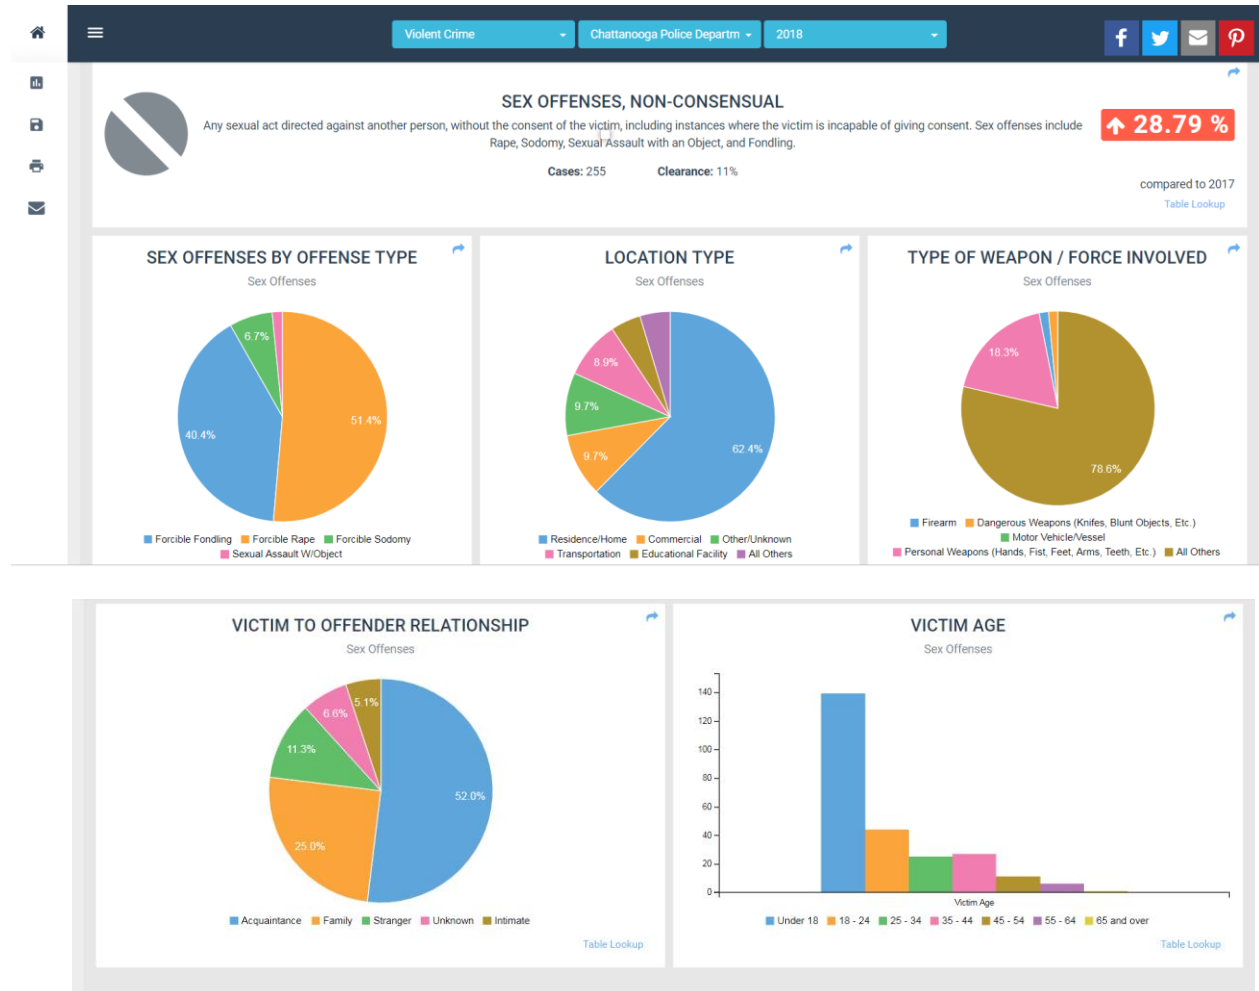 Violent Crime
Chattanooga Police Departm
2018
SEX OFFENSES, NON-CONSENSUAL
Any sexual act directed against another person, without the consent of the victim, including instances where the victim is incapable of giving consent. Sex offenses include
Rape, Sodomy, Sexual Assault with an Object, and Fondling.
Cases: 255 Clearance: 11%
28.79 %
compared to 2017
Table Lookup
SEX OFFENSES BY OFFENSE TYPE
Sex Offenses
6.7%
51.4%
40.4%
Forcible Fondling Forcible Rape Forcible Sodomy
Sexual Assault W/Object
LOCATION TYPE
Sex Offenses
8.9%
9.7%
62.4%
9.7%
Residence/Home Commercial Other/Unknown
Transportation Educational Facility All Others
TYPE OF WEAPON / FORCE INVOLVED
Sex Offenses
18.3%
78.6%
Firearm Dangerous Weapons (Knifes, Blunt Objects, Etc.)
Motor Vehicle/Vessel
Personal Weapons (Hands, Fist, Feet, Arms, Teeth, Etc.) All Others
VICTIM TO OFFENDER RELATIONSHIP
Sex Offenses
5.1%
6.6%
11.3%
52.0%
25.0%
Acquaintance Family Stranger Unknown Intimate
Table Lookup
VICTIM AGE
Sex Offenses
140
120
100
80
60
40
20
0
Victim Age
Under 18 18 - 24 25 - 34 35 - 44 45 - 54 55 - 64 65 and over
Table Lookup